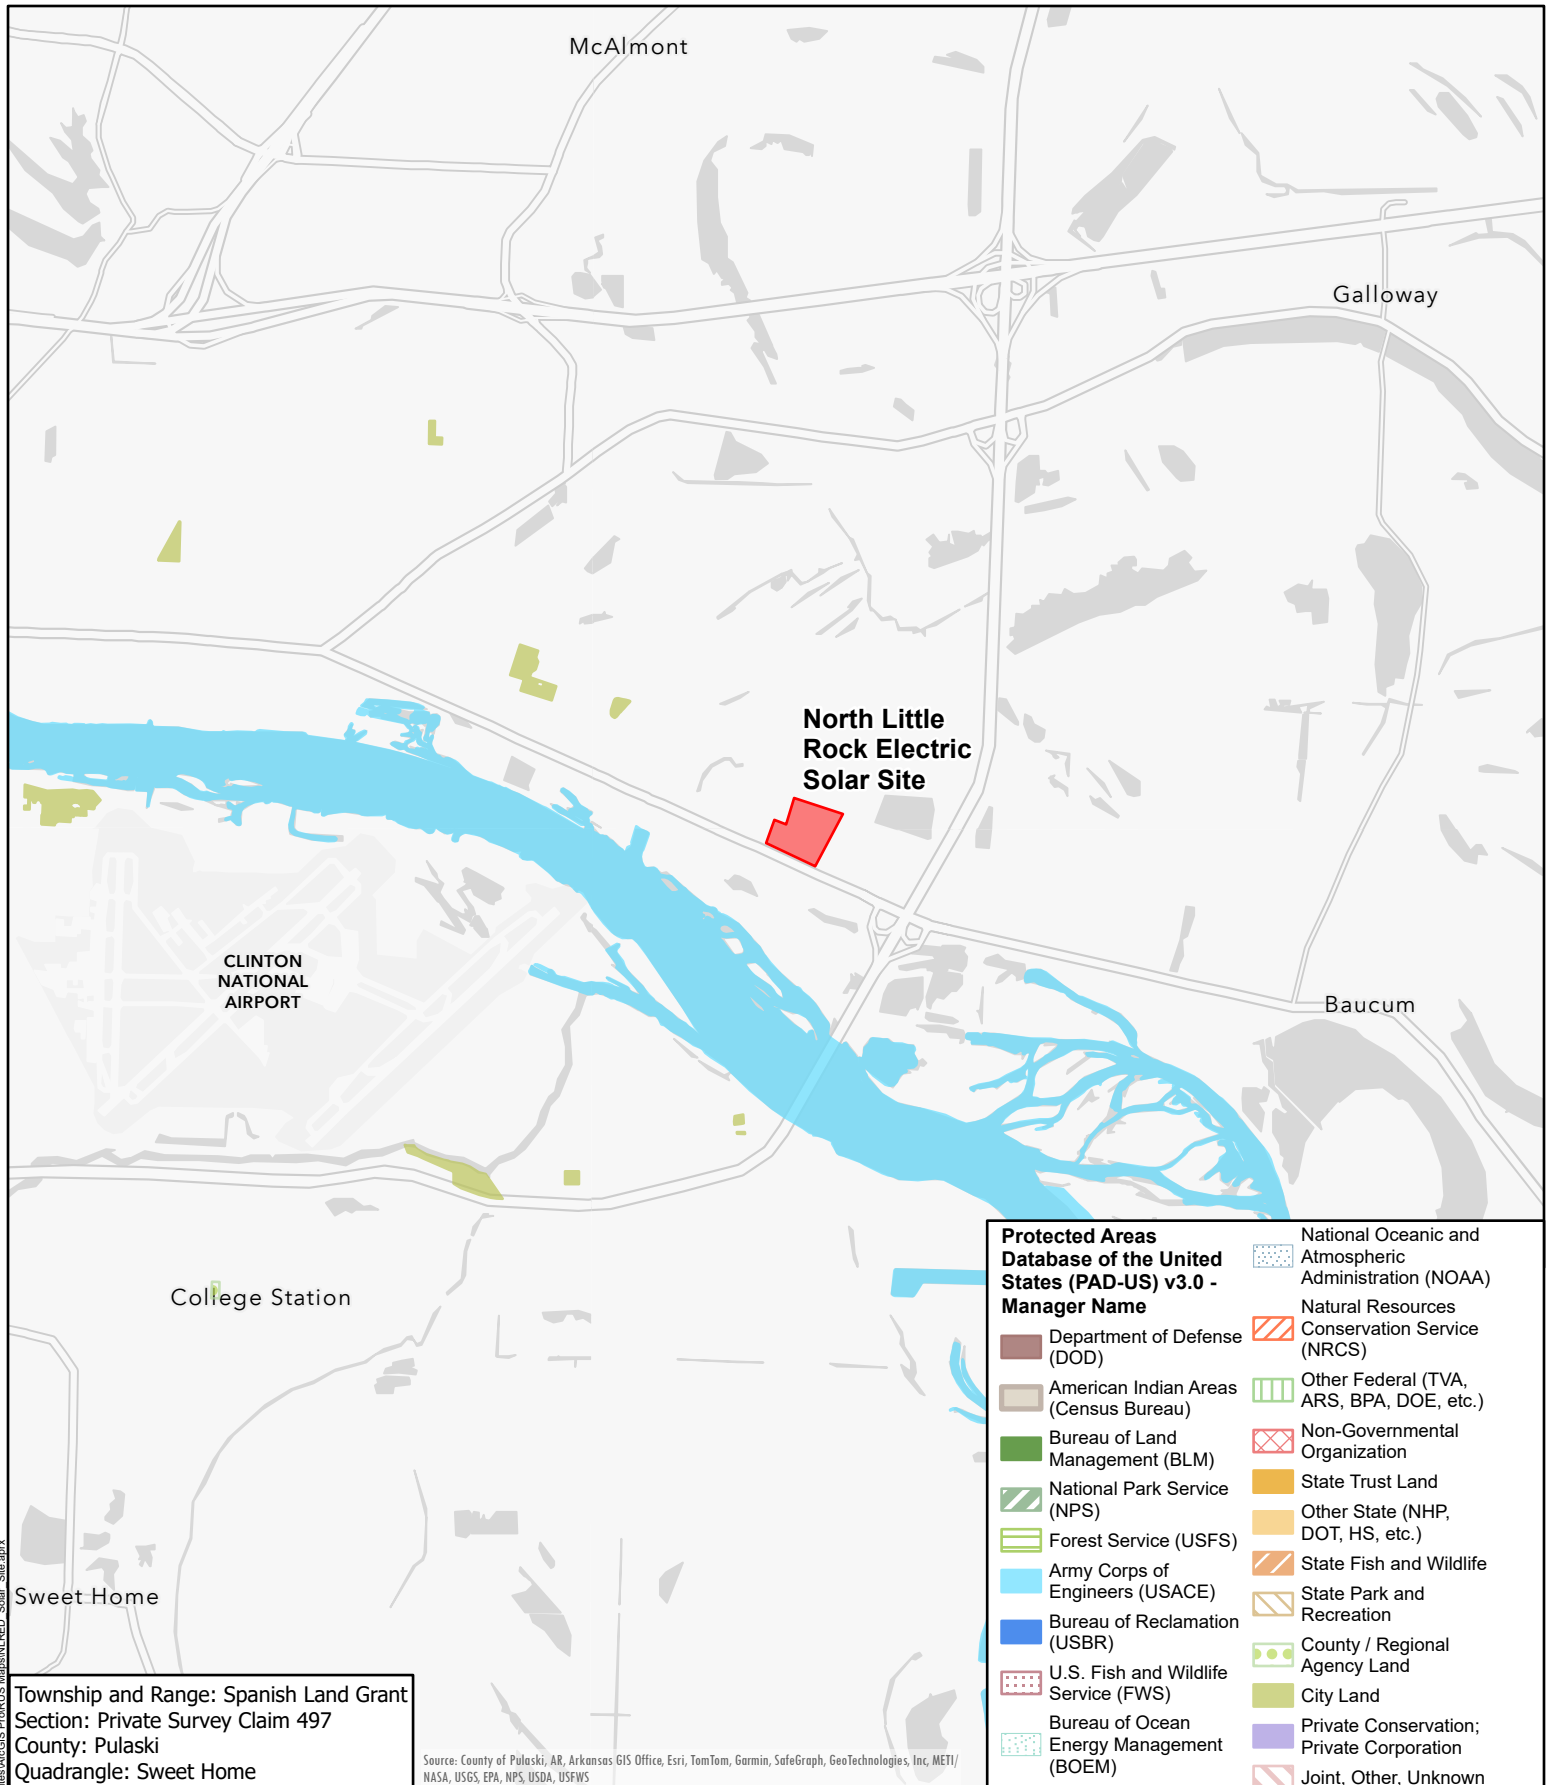 McAlmont
Galloway
North Little
Rock Electric
Solar Site
CLINTON
NATIONAL
AIRPORT
Baucum
College Station
Sweet Home
Protected Areas
Database of the United
States (PAD-US) v3.0 -
Manager Name
Department of Defense
(DOD)
American Indian Areas
(Census Bureau)
Bureau of Land
Management (BLM)
National Park Service
(NPS)
Forest Service (USFS)
Army Corps of
Engineers (USACE)
Bureau of Reclamation
(USBR)
U.S. Fish and Wildlife
Service (FWS)
Bureau of Ocean
Energy Management
(BOEM)
National Oceanic and
Atmospheric
Administration (NOAA)
Natural Resources
Conservation Service
(NRCS)
Other Federal (TVA,
ARS, BPA, DOE, etc.)
Non-Governmental
Organization
State Trust Land
Other State (NHP,
DOT, HS, etc.)
State Fish and Wildlife
State Park and
Recreation
County / Regional
Agency Land
City Land
Private Conservation;
Private Corporation
Joint, Other, Unknown
Township and Range: Spanish Land Grant
Section: Private Survey Claim 497
County: Pulaski
Quadrangle: Sweet Home
Source: County of Pulaski, AR, Arkansas GIS Office, Esri, TomTom, Garmin, SafeGraph, GeoTechnologies, Inc, METI/
NASA, USGS, EPA, NPS, USDA, USFWS